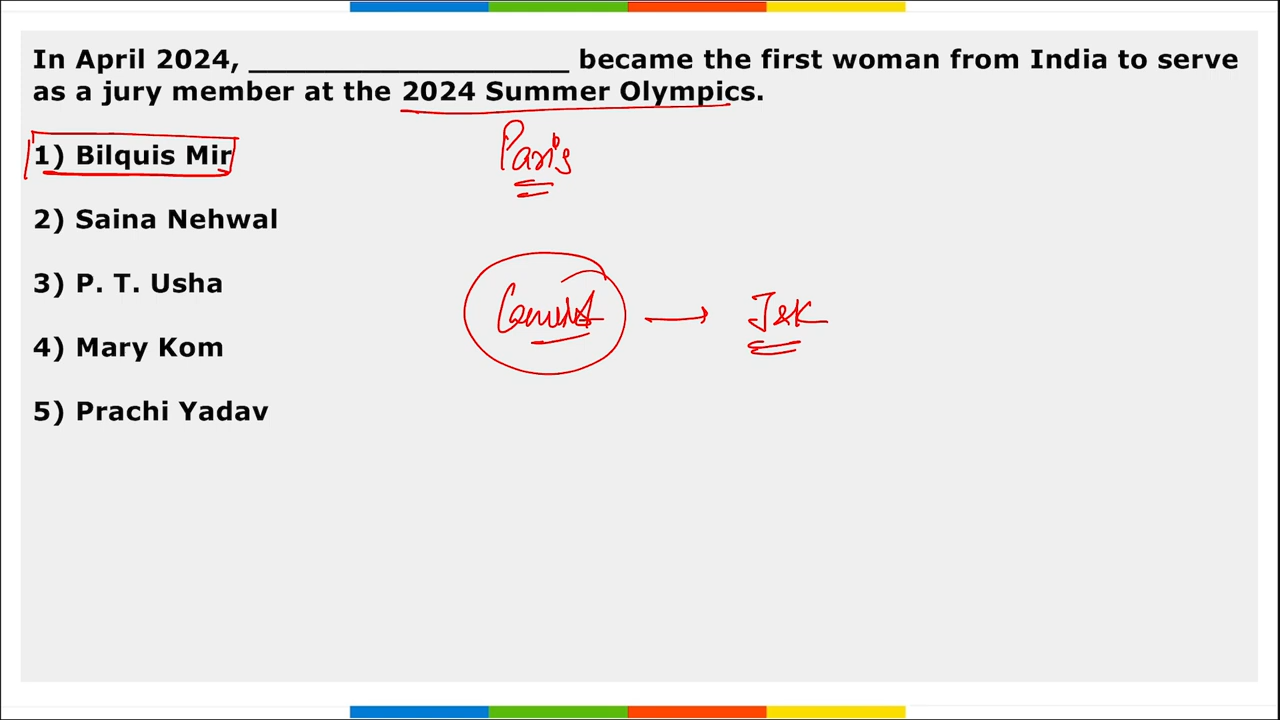 In April 2024, ____________________ became the first woman from India to serve
as a jury member at the 2024 Summer Olympics.
Paris
1) Bilquis Mir
2) Saina Nehwal
3) P. T. Usha
J&K
4) Mary Kom
5) Prachi Yadav